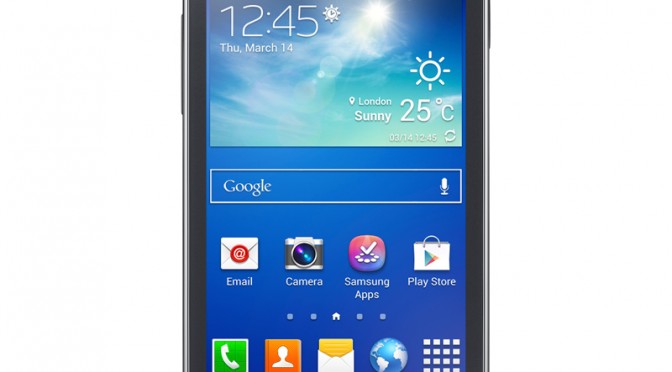 12:45
Thu, March 14
London
Sunny 25°C
03/14 12:45
Google
@
Email
Camera
Samsung Apps
Play Store